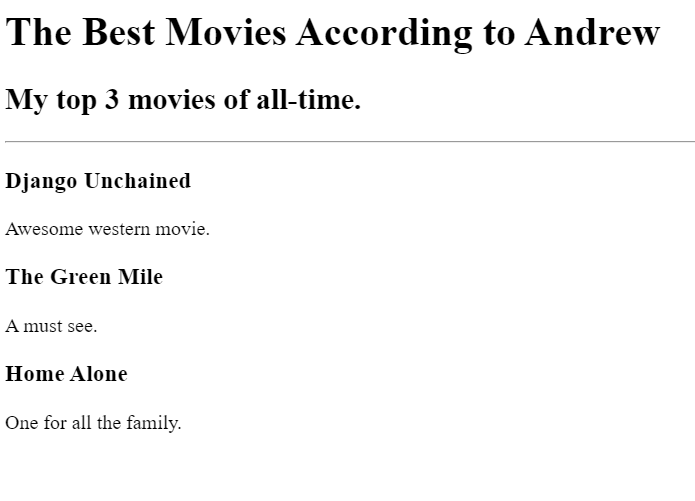 The Best Movies According to Andrew
My top 3 movies of all-time.
Django Unchained
Awesome western movie.
The Green Mile
A must see.
Home Alone
One for all the family.